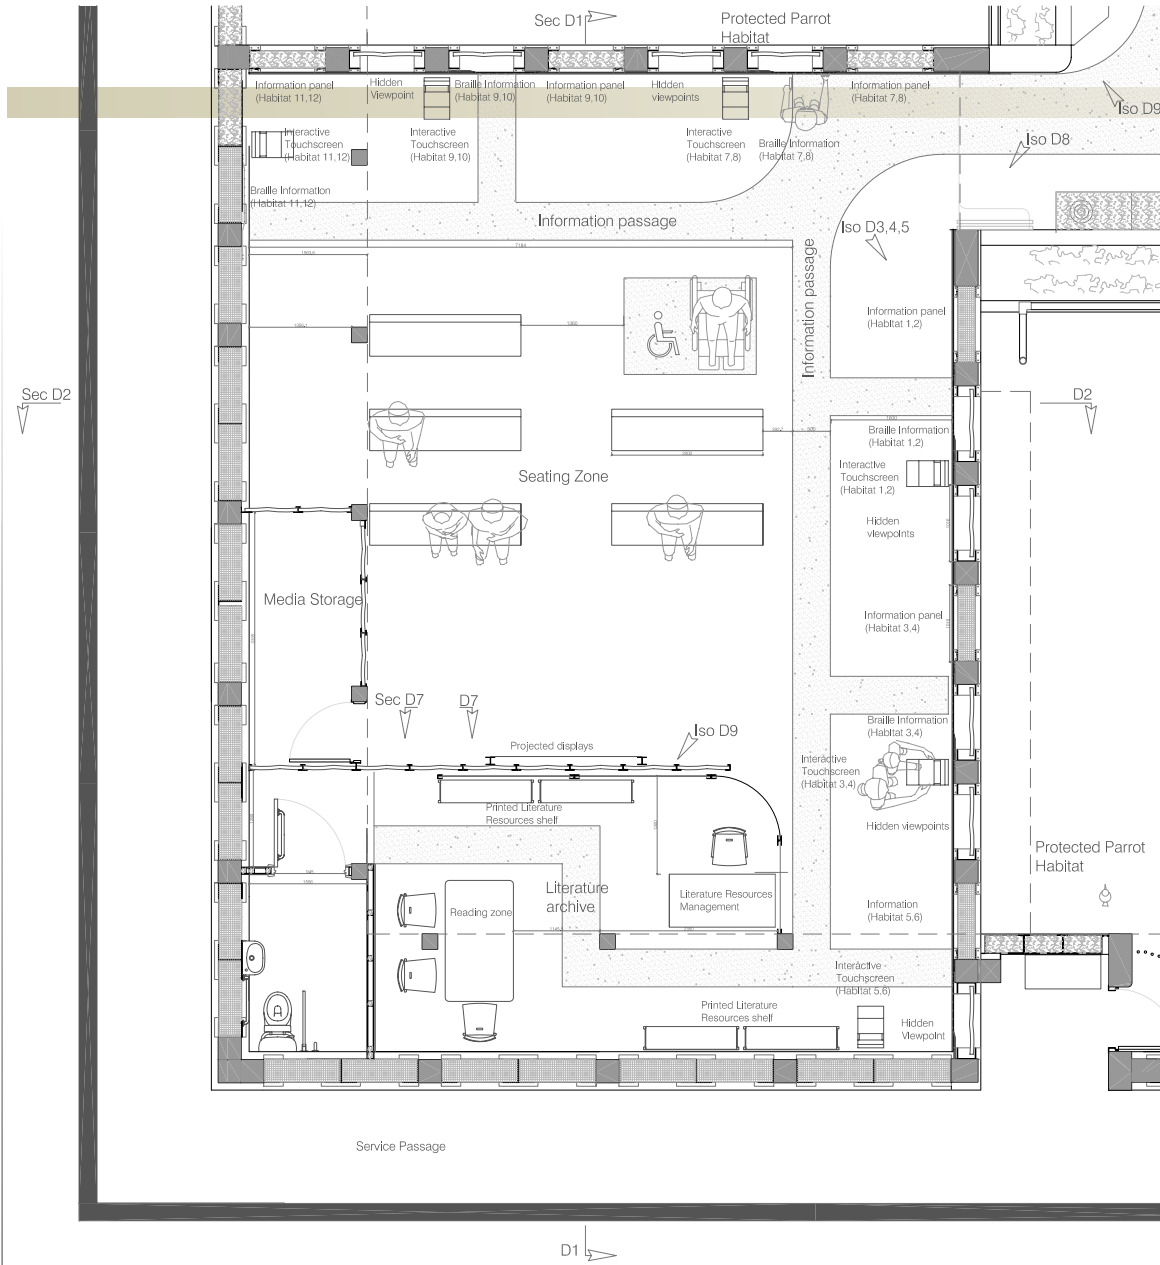 Sec D1
Protected Parrot
Habitat
Information panel
(Habitat 11,12)
Hidden
Viewpoint
Braille Information
(Habitat 9,10)
Information panel
(Habitat 9,10)
Hidden
viewpoints
Information panel
(Habitat 7,8)
Iso D9
Interactive
Touchscreen
(Habitat 11,12)
Interactive
Touchscreen
(Habitat 9,10)
Interactive
Touchscreen
(Habitat 7,8)
Braille Information
(Habitat 7,8)
Iso D8
Braille Information
(Habitat 11,12)
Information passage
Iso D3,4,5
Information passage
7184
Information panel
(Habitat 1,2)
Sec D2
D2
Braille Information
(Habitat 1,2)
Seating Zone
Interactive
Touchscreen
(Habitat 1,2)
Hidden
viewpoints
Media Storage
Information panel
(Habitat 3,4)
Sec D7
D7
Iso D9
Braille Information
(Habitat 3,4)
Projected displays
Interactive
Touchscreen
(Habitat 3,4)
Printed Literature
Resources shelf
Hidden viewpoints
Protected Parrot
Habitat
Literature
archive
Literature Resources
Management
Reading zone
Information
(Habitat 5,6)
Interactive
Touchscreen
(Habitat 5,6)
Printed Literature
Resources shelf
Hidden
Viewpoint
Service Passage
D1